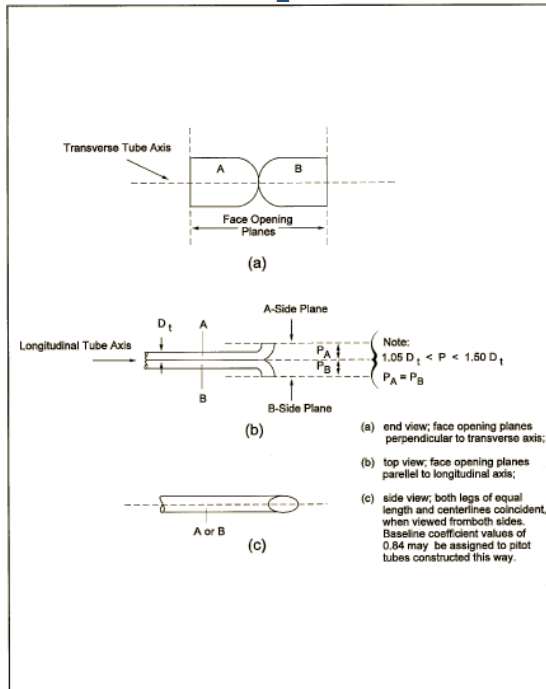 Transverse Tube Axis
A
B
Face Opening
Planes
(a)
A-Side Plane
D t
A
Longitudinal Tube Axis
P A
P B
Note:
1.05 D t < P < 1.50 D t
P A = P B
B
B-Side Plane
(b)
(a) end view; face opening planes
perpendicular to transverse axis;
(b) top view; face opening planes
parellel to longitudinal axis;
(c) side view; both legs of equal
length and centerlines coincident,
when viewed fromboth sides.
Baseline coefficient values of
0.84 may be assigned to pitot
tubes constructed this way.
A or B
(c)